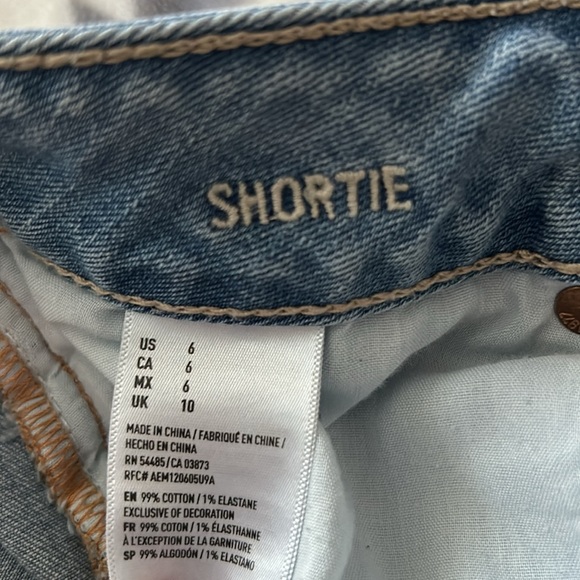 SHORTIE
US 6
CA 6
MX 6
UK 10
MADE IN CHINA / FABRIQUÉ EN CHINE /
HECHO EN CHINA
RN 54485 / CA 03873
RFC# AEM120605U9A
EN 99% COTTON / 1% ELASTANE
EXCLUSIVE OF DECORATION
FR 99% COTON / 1% ÉLASTHANNE
À L'EXCEPTION DE LA GARNITURE
SP 99% ALGODÓN / 1% ELASTANO